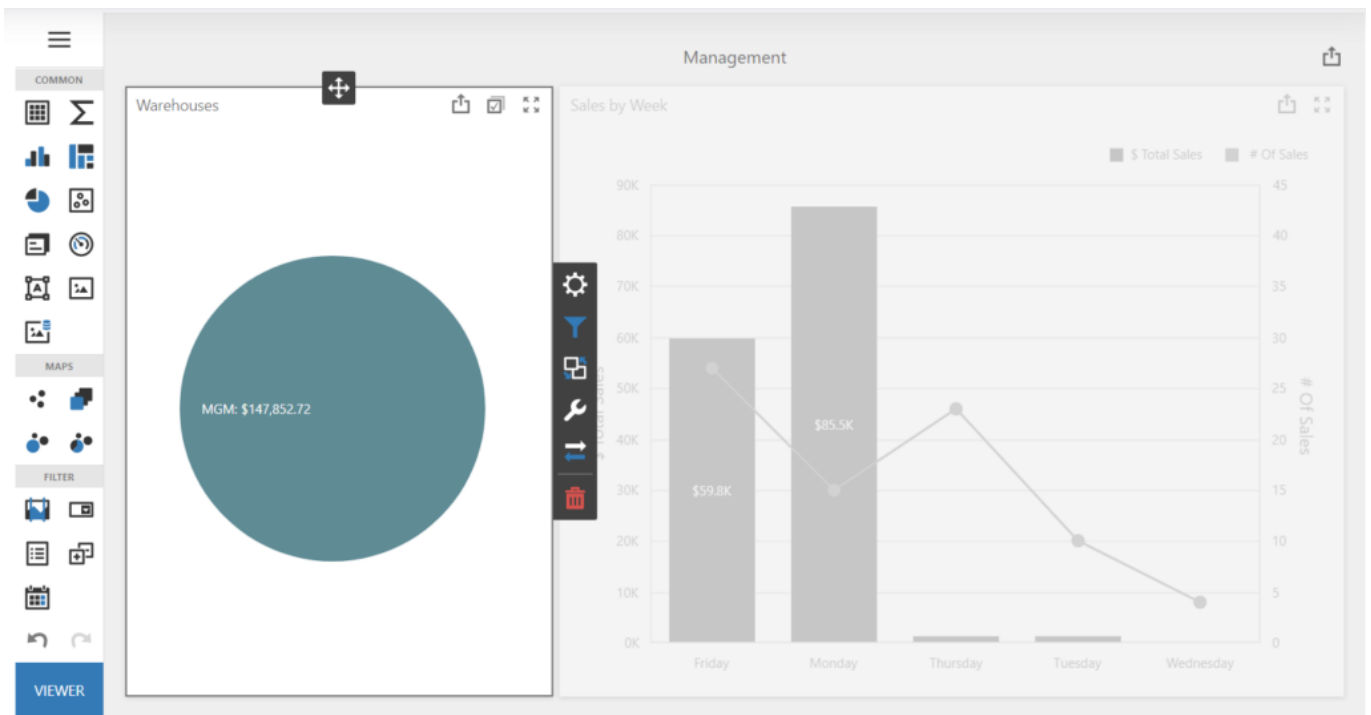 Management
COMMON
MAPS
FILTER
VIEWER
Warehouses
MGM: $147,852.72
Sales by Week
$ Total Sales # Of Sales
90K
80K
70K
60K
50K
40K
30K
20K
10K
0K
$ Total Sales
$59.8K
$85.5K
45
40
35
30
25
20
15
10
5
0
# Of Sales
Friday Monday Thursday Tuesday Wednesday